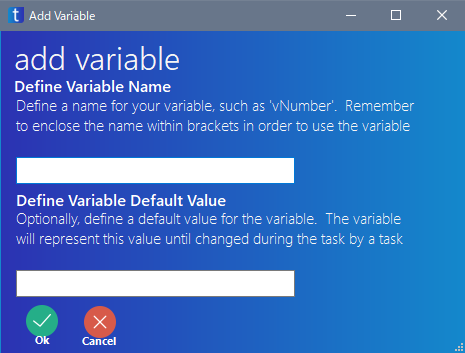 t Add Variable
add variable
Define Variable Name
Define a name for your variable, such as 'vNumber'.  Remember
to enclose the name within brackets in order to use the variable
Define Variable Default Value
Optionally, define a default value for the variable.  The variable
will represent this value until changed during the task by a task
Ok Cancel